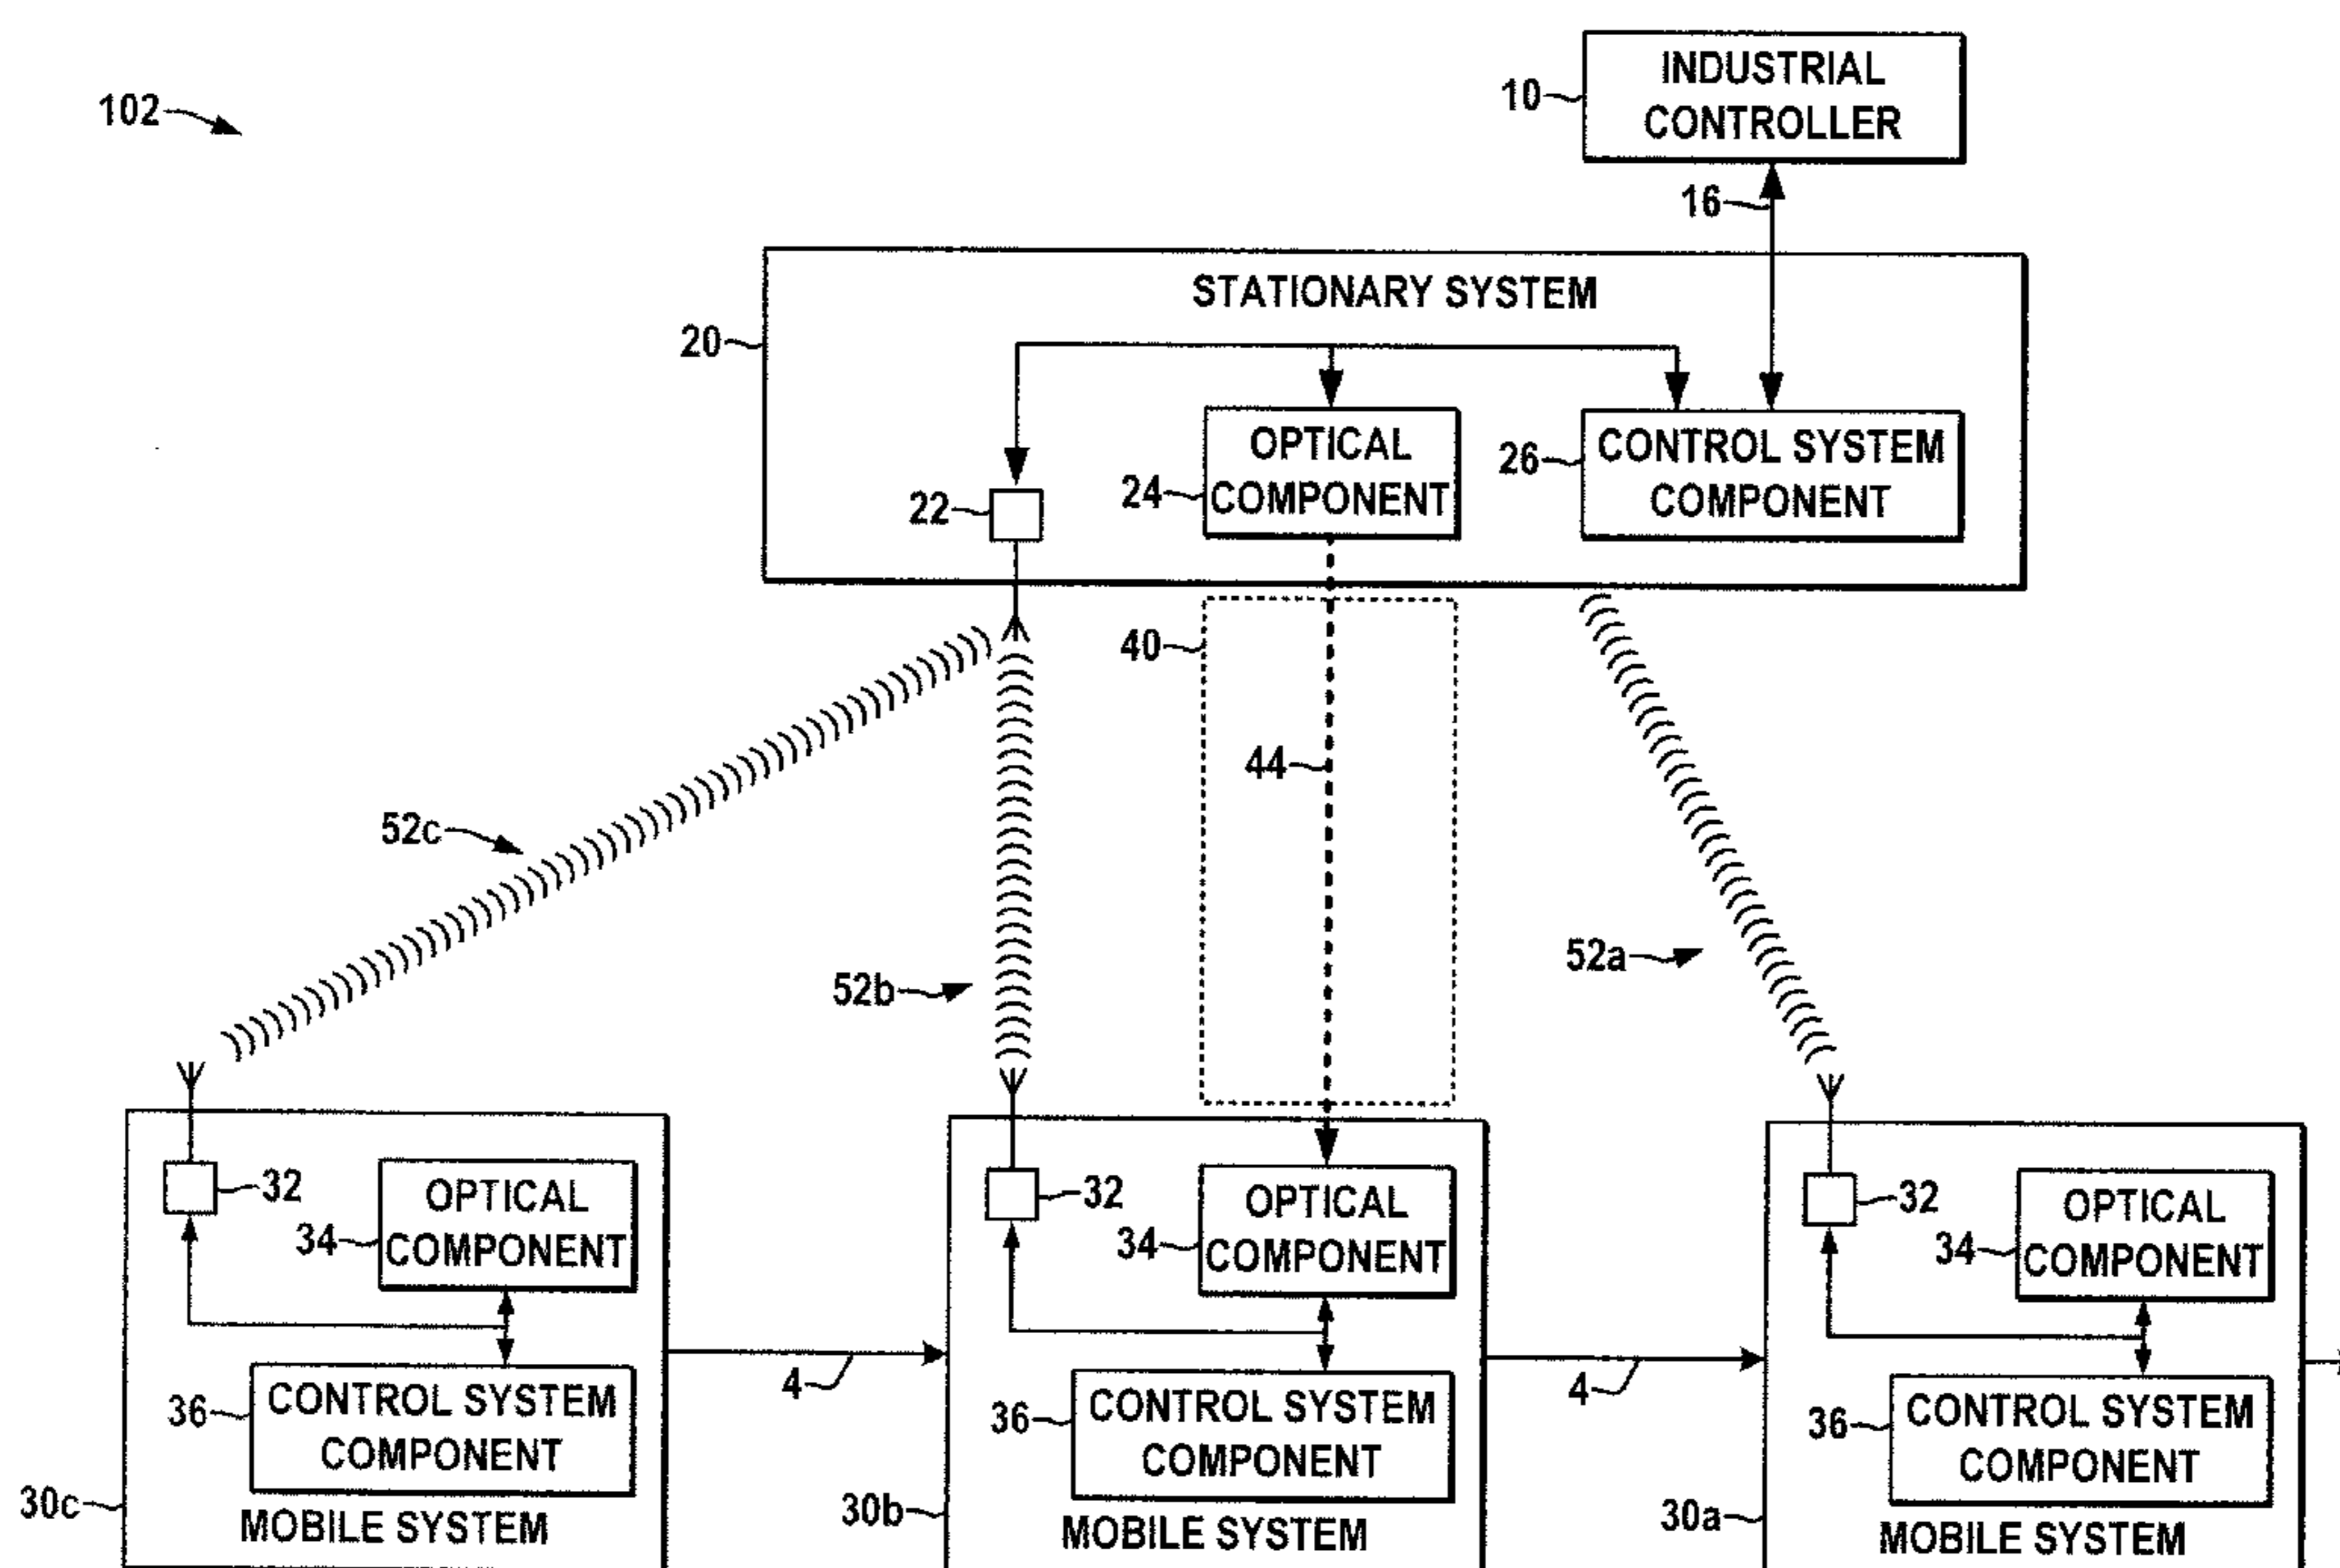 102
10
INDUSTRIAL
CONTROLLER
16
STATIONARY SYSTEM
20
22
24
OPTICAL
COMPONENT
26
CONTROL SYSTEM
COMPONENT
40
44
52c
52b
52a
32
34
OPTICAL
COMPONENT
36
CONTROL SYSTEM
COMPONENT
30c
MOBILE SYSTEM
4
32
34
OPTICAL
COMPONENT
36
CONTROL SYSTEM
COMPONENT
30b
MOBILE SYSTEM
4
32
34
OPTICAL
COMPONENT
36
CONTROL SYSTEM
COMPONENT
30a
MOBILE SYSTEM